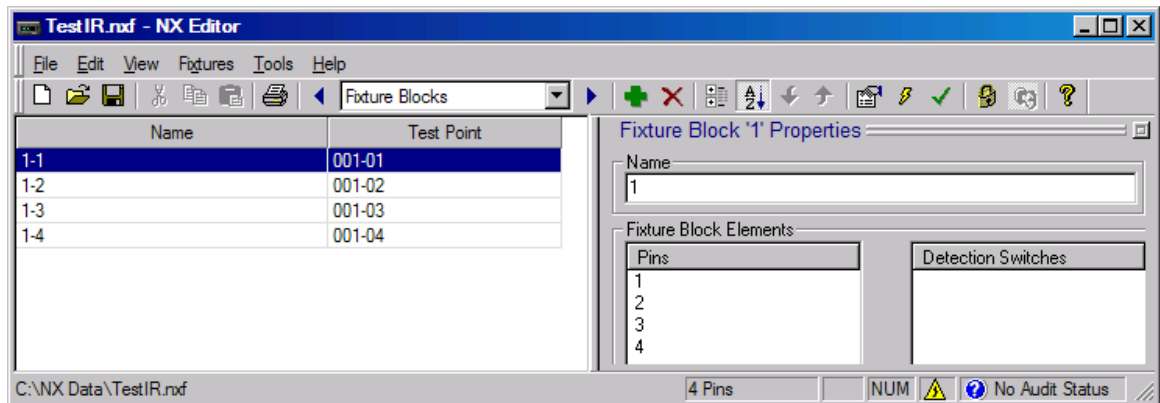 TestIR.nxf - NX Editor
File Edit View Fixtures Tools Help
Fixture Blocks
Name Test Point
1-1 001-01
1-2 001-02
1-3 001-03
1-4 001-04
Fixture Block '1' Properties
Name
1
Fixture Block Elements
Pins Detection Switches
1
2
3
4
C:\NX Data\TestIR.nxf 4 Pins NUM No Audit Status